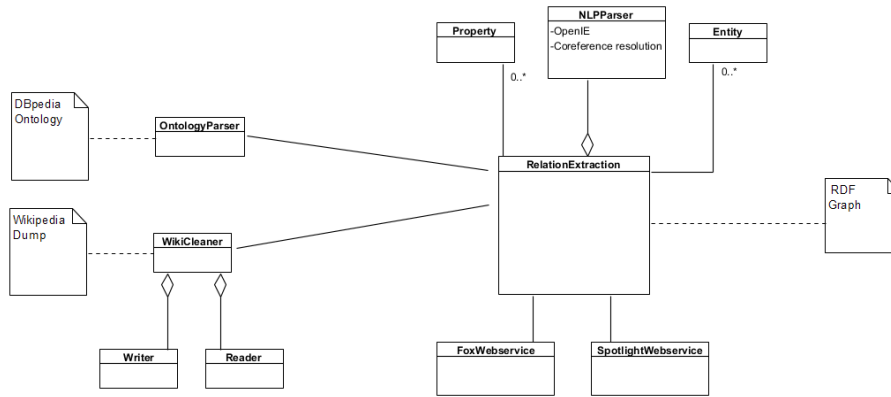 NLPParser
-OpenIE
-Coreference resolution
Property
0..*
Entity
0..*
DBpedia
Ontology
OntologyParser
RelationExtraction
RDF
Graph
Wikipedia
Dump
WikiCleaner
Writer
Reader
FoxWebservice
SpotlightWebservice